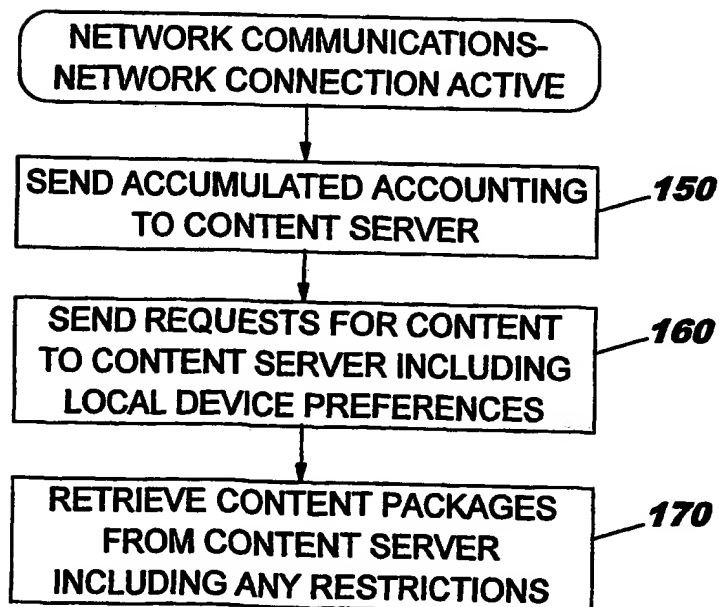 NETWORK COMMUNICATIONS-
NETWORK CONNECTION ACTIVE
SEND ACCUMULATED ACCOUNTING
TO CONTENT SERVER
150
SEND REQUESTS FOR CONTENT
TO CONTENT SERVER INCLUDING
LOCAL DEVICE PREFERENCES
160
RETRIEVE CONTENT PACKAGES
FROM CONTENT SERVER
INCLUDING ANY RESTRICTIONS
170